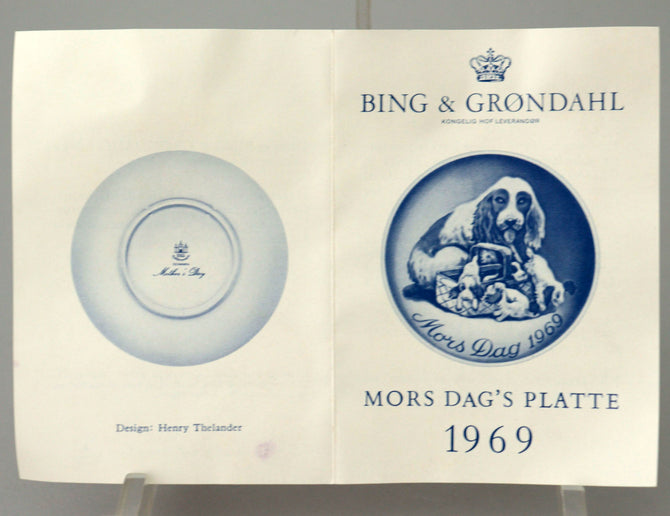 Mother's Day
Design: Henry Thelander
BING & GRØNDAHL
KONGELIG HOF LEVERANDØR
Mors Dag 1969
MORS DAG'S PLATTE
1969